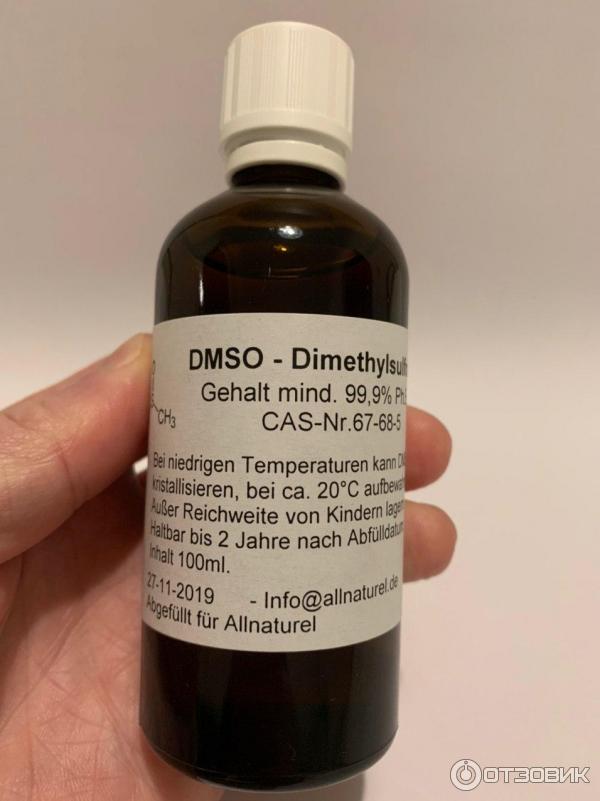 DMSO - Dimethylsulf
Gehalt mind. 99,9% Ph.
CAS-Nr.67-68-5
CH3
Bei niedrigen Temperaturen kann DM
kristallisieren, bei ca. 20°C aufbewa
Außer Reichweite von Kindern lager
Haltbar bis 2 Jahre nach Abfülldatum
Inhalt 100ml.
27-11-2019 - Info@allnaturel.de
Abgefüllt für Allnaturel
ОТЗОВИК